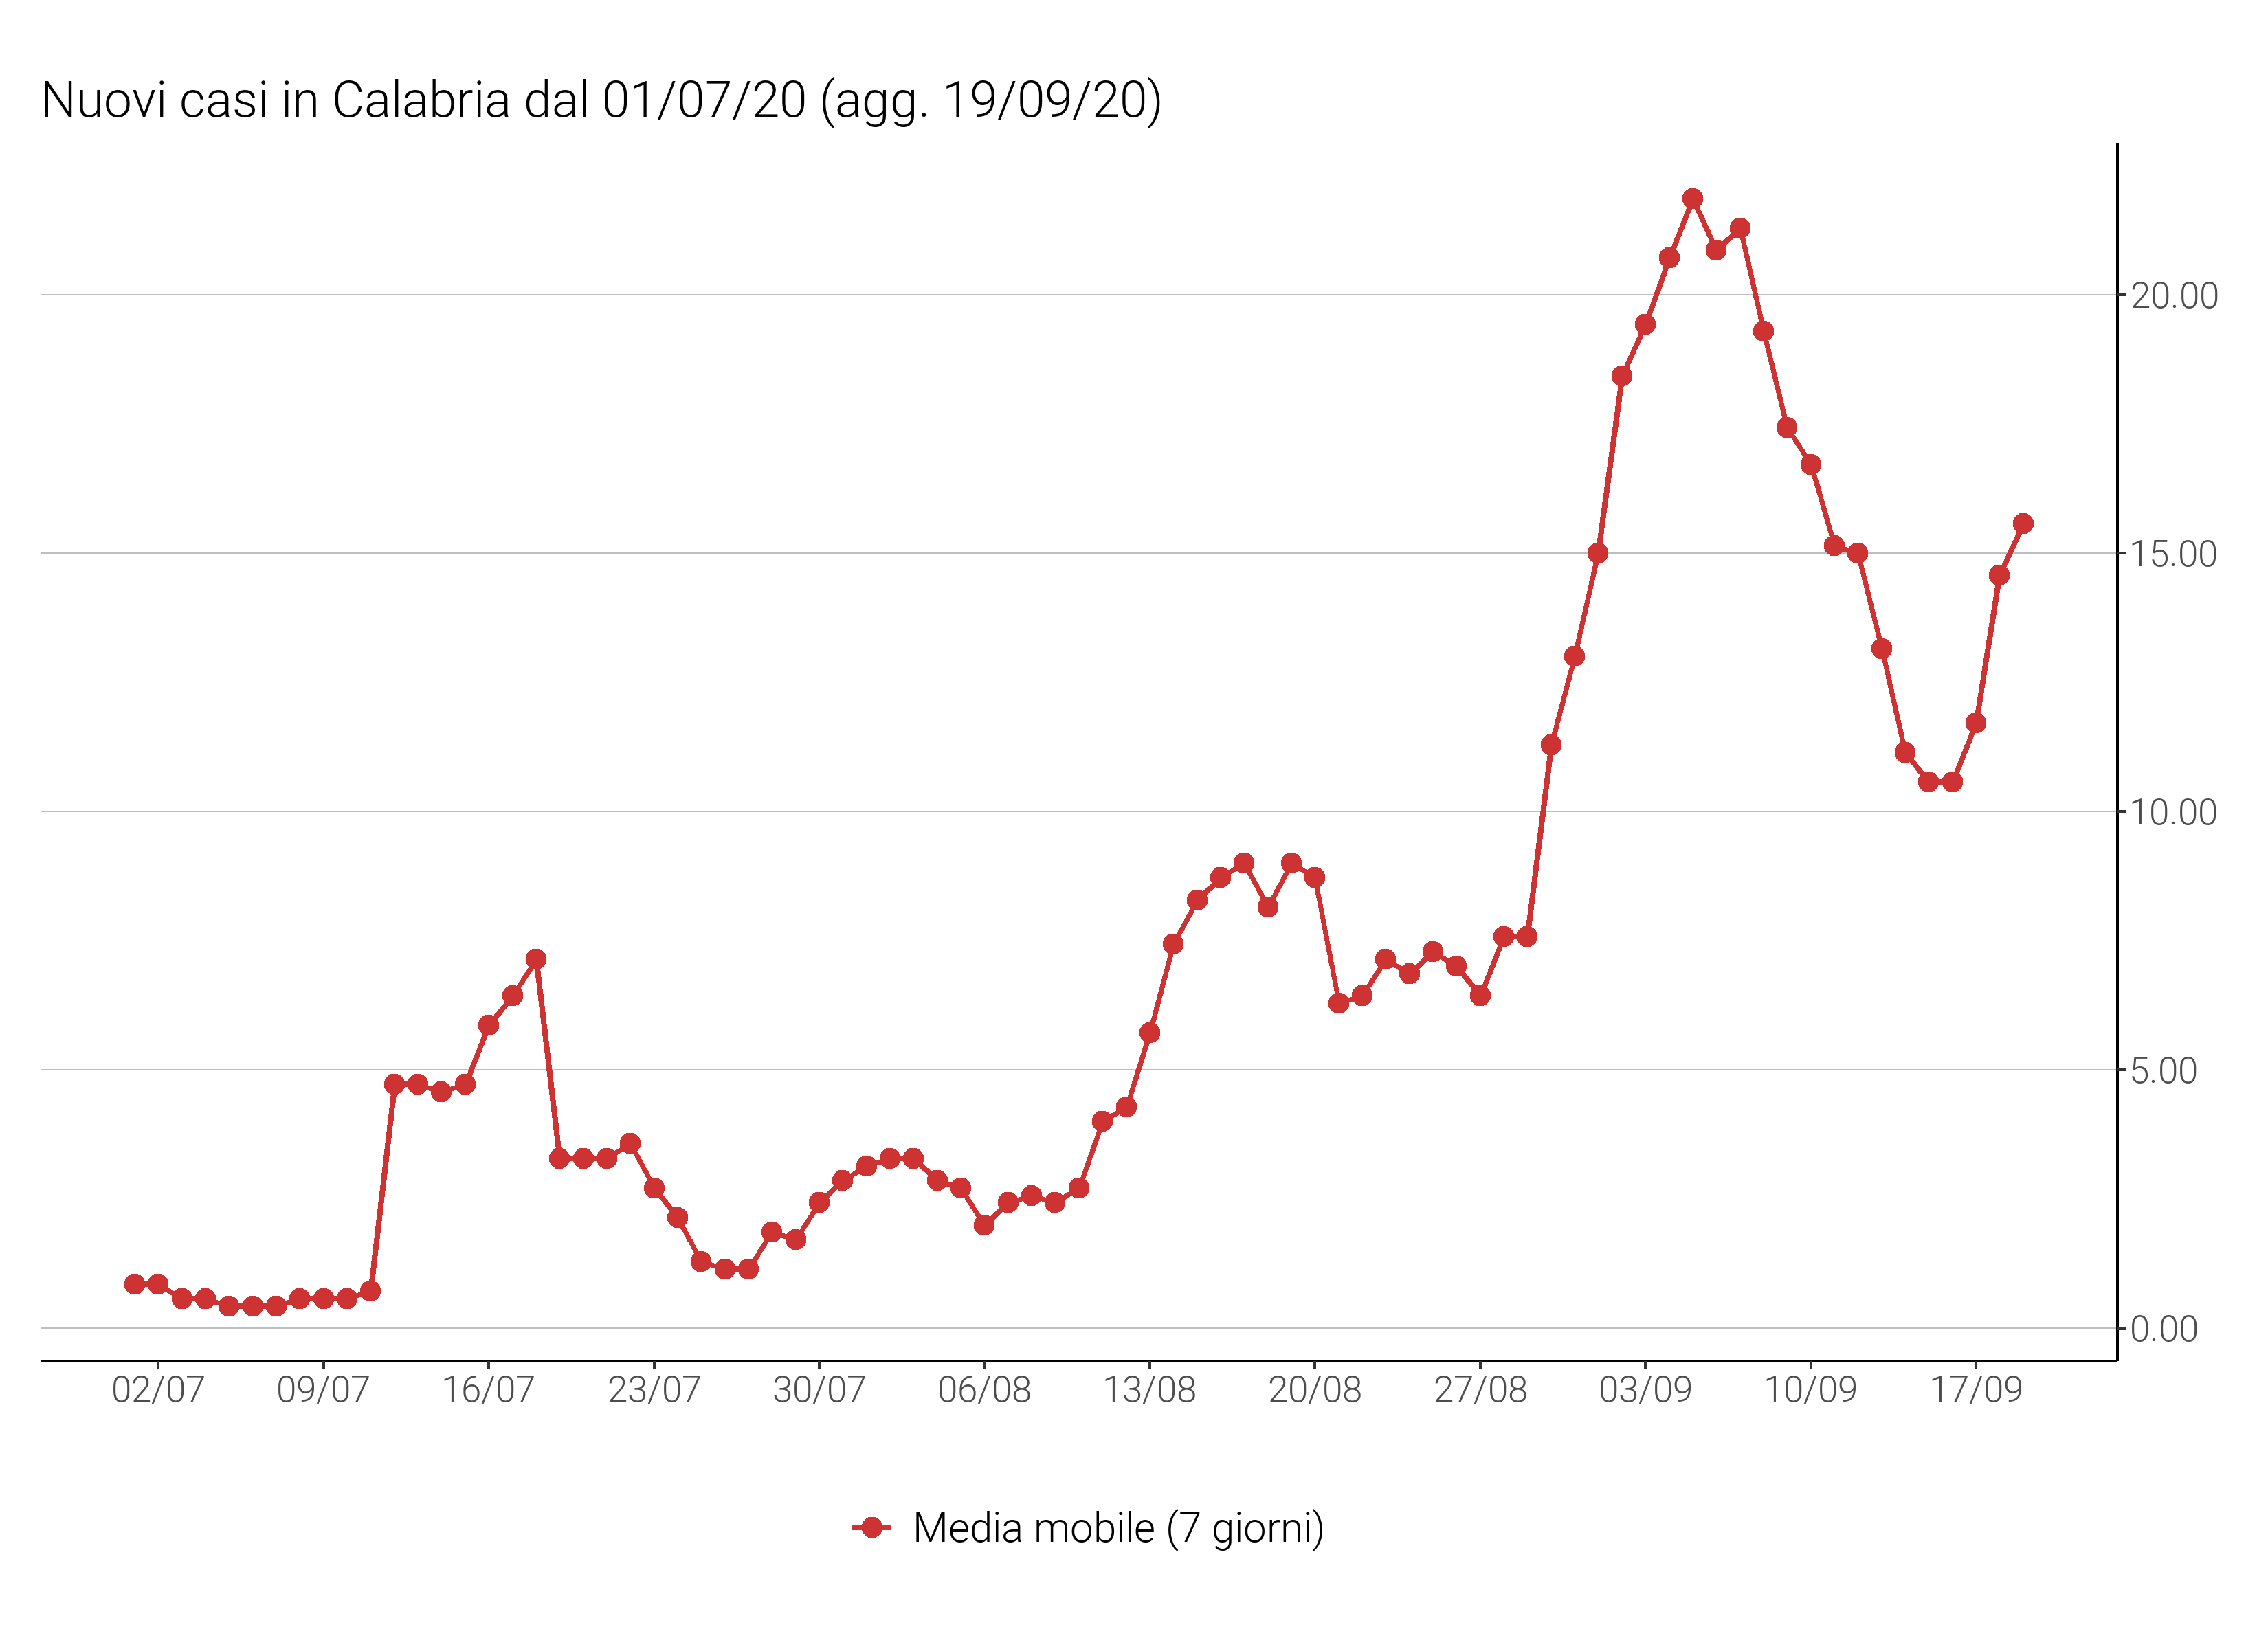 Nuovi casi in Calabria dal 01/07/20 (agg. 19/09/20)
20.00
15.00
10.00
5.00
0.00
02/07 09/07 16/07 23/07 30/07 06/08 13/08 20/08 27/08 03/09 10/09 17/09
Media mobile (7 giorni)